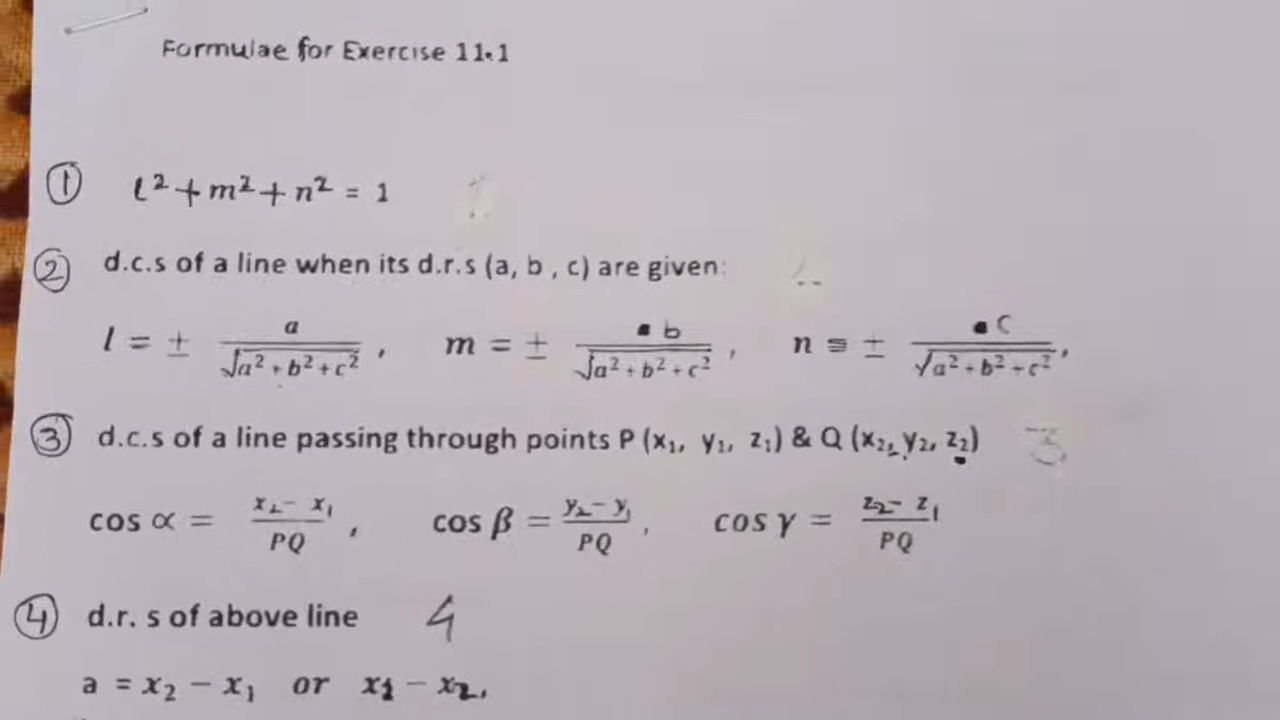 Formulae for Exercise 11.1
① l² + m² + n² = 1
② d.c.s of a line when its d.r.s (a, b , c) are given:
l = ± a/√a² + b² + c² , m = ± b/√a² + b² + c² , n = ± c/√a² + b² + c² ,
③ d.c.s of a line passing through points P (x₁, y₁, z₁) & Q (x₂, y₂, z₂) 3
cos α = x₂ - x₁/PQ , cos β = y₂ - y₁/PQ , cos γ = z₂ - z₁/PQ
④ d.r. s of above line 4
a = x₂ − x₁ or x₁ − x₂,